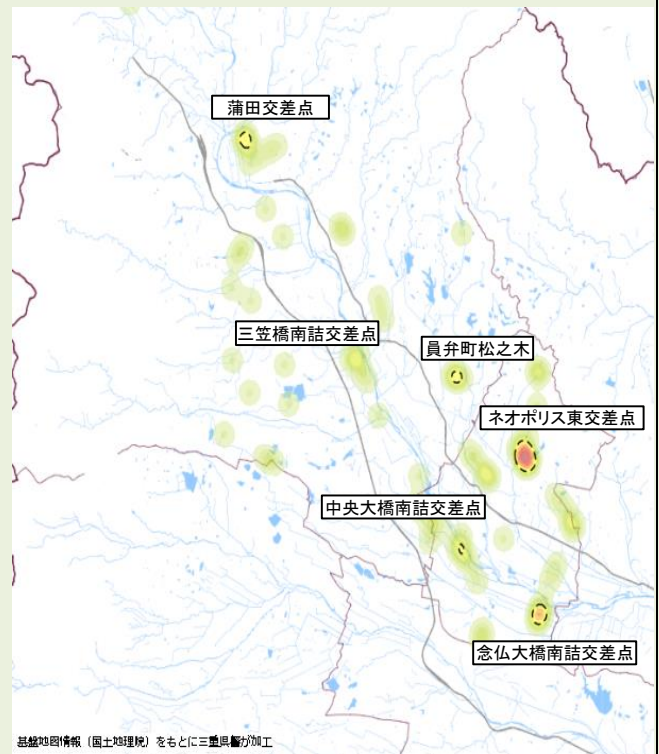 蒲田交差点
三笠橋南詰交差点
員弁町松之木
ネオポリス東交差点
中央大橋南詰交差点
念仏大橋南詰交差点
基盤地図情報（国土地理院）をもとに三重県警が加工